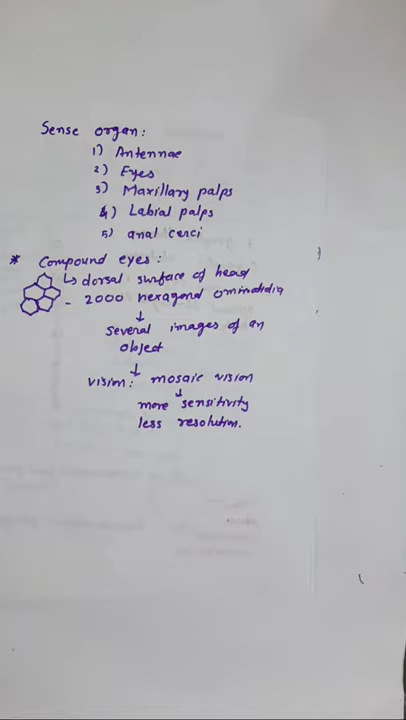 Sense organ:
1) Antennae
2) Eyes
3) Maxillary palps
4) Labial palps
5) anal cerci
* Compound eyes:
↳ dorsal surface of head
- 2000 hexagonal ommatidia
↓
several images of an
object
↓
vision: mosaic vision
↓
more sensitivity
less resolution.